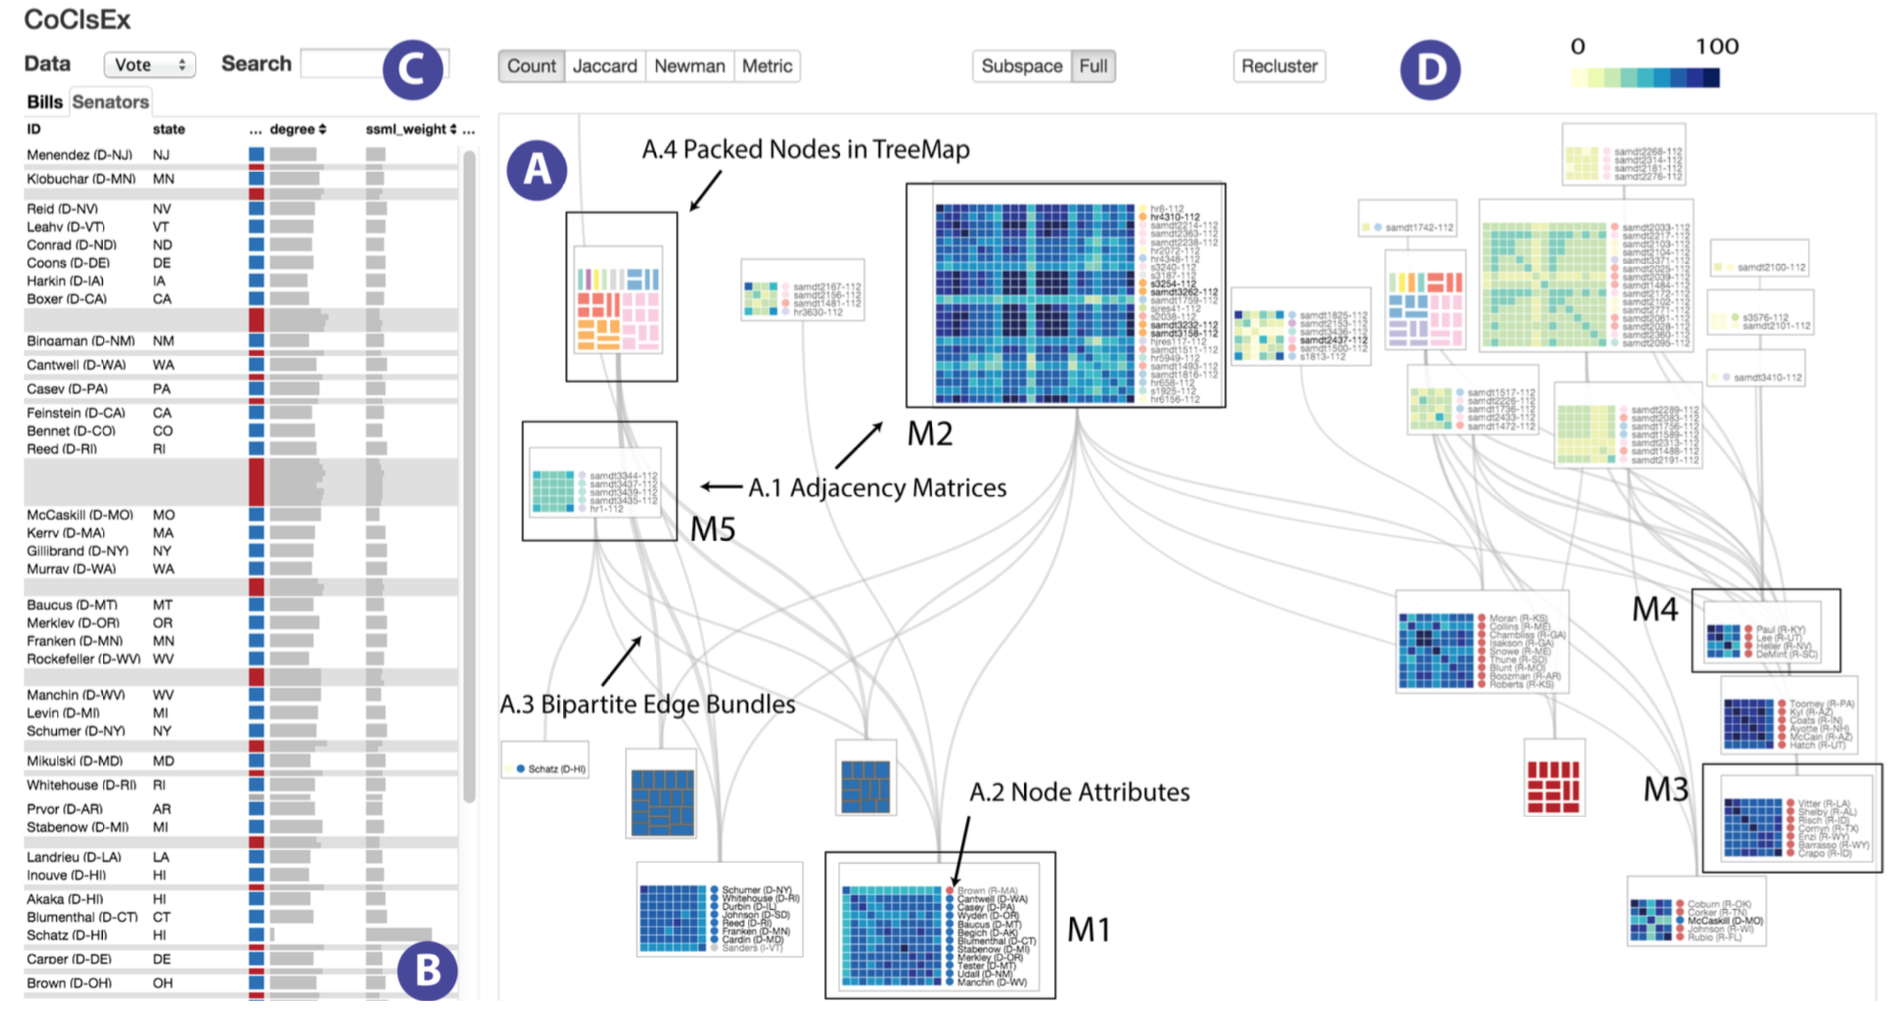 CoClsEx
Data Vote Search
C
Count Jaccard Newman Metric
Subspace Full
Recluster
D
0 100
Bills Senators
ID state ... degree ssml_weight ...
Menendez (D-NJ) NJ
Klobuchar (D-MN) MN
Reid (D-NV) NV
Leahy (D-VT) VT
Conrad (D-ND) ND
Coons (D-DE) DE
Harkin (D-IA) IA
Boxer (D-CA) CA
Bingaman (D-NM) NM
Cantwell (D-WA) WA
Casey (D-PA) PA
Feinstein (D-CA) CA
Bennet (D-CO) CO
Reed (D-RI) RI
McCaskill (D-MO) MO
Kerry (D-MA) MA
Gillibrand (D-NY) NY
Murray (D-WA) WA
Baucus (D-MT) MT
Merkley (D-OR) OR
Franken (D-MN) MN
Rockefeller (D-WV) WV
Manchin (D-WV) WV
Levin (D-MI) MI
Schumer (D-NY) NY
Mikulski (D-MD) MD
Whitehouse (D-RI) RI
Pryor (D-AR) AR
Stabenow (D-MI) MI
Landrieu (D-LA) LA
Inouye (D-HI) HI
Akaka (D-HI) HI
Blumenthal (D-CT) CT
Schatz (D-HI) HI
Carper (D-DE) DE
Brown (D-OH) OH
B
A
A.4 Packed Nodes in TreeMap
samdt2167-112
samdt2156-112
samdt1481-112
hr3630-112
hr6-112
hr4310-112
samdt2214-112
samdt2363-112
samdt2238-112
hr2072-112
hr4348-112
s3240-112
s3187-112
s3254-112
samdt3262-112
samdt1759-112
sjres41-112
s2038-112
samdt3232-112
samdt3158-112
hjres117-112
samdt1511-112
hr5949-112
samdt1493-112
samdt1816-112
hr658-112
s1925-112
hr6156-112
M2
samdt1825-112
samdt2153-112
samdt3436-112
samdt2437-112
samdt1500-112
s1813-112
samdt1742-112
samdt2268-112
samdt2314-112
samdt2181-112
samdt2276-112
samdt2033-112
samdt2217-112
samdt2103-112
samdt2104-112
samdt3371-112
samdt2025-112
samdt2039-112
samdt1484-112
samdt2172-112
samdt2102-112
samdt2771-112
samdt2061-112
samdt2028-112
samdt2360-112
samdt2095-112
samdt2100-112
s3576-112
samdt2101-112
samdt3410-112
samdt1517-112
samdt2226-112
samdt1736-112
samdt2433-112
samdt1472-112
samdt2289-112
samdt2083-112
samdt1756-112
samdt1589-112
samdt2313-112
samdt1488-112
samdt2191-112
samdt3344-112
samdt3437-112
samdt3439-112
samdt3435-112
hr1-112
M5
A.1 Adjacency Matrices
A.3 Bipartite Edge Bundles
Schatz (D-HI)
A.2 Node Attributes
Schumer (D-NY)
Whitehouse (D-RI)
Durbin (D-IL)
Johnson (D-SD)
Reed (D-RI)
Franken (D-MN)
Cardin (D-MD)
Sanders (I-VT)
Brown (R-MA)
Cantwell (D-WA)
Casey (D-PA)
Wyden (D-OR)
Baucus (D-MT)
Begich (D-AK)
Blumenthal (D-CT)
Stabenow (D-MI)
Merkley (D-OR)
Tester (D-MT)
Udall (D-NM)
Manchin (D-WV)
M1
Moran (R-KS)
Collins (R-ME)
Chambliss (R-GA)
Isakson (R-GA)
Snowe (R-ME)
Thune (R-SD)
Blunt (R-MO)
Boozman (R-AR)
Roberts (R-KS)
M4
Paul (R-KY)
Lee (R-UT)
Heller (R-NV)
DeMint (R-SC)
Toomey (R-PA)
Kyl (R-AZ)
Coats (R-IN)
Ayotte (R-NH)
McCain (R-AZ)
Hatch (R-UT)
M3
Vitter (R-LA)
Shelby (R-AL)
Risch (R-ID)
Cornyn (R-TX)
Enzi (R-WY)
Barrasso (R-WY)
Crapo (R-ID)
Coburn (R-OK)
Corker (R-TN)
McCaskill (D-MO)
Johnson (R-WI)
Rubio (R-FL)